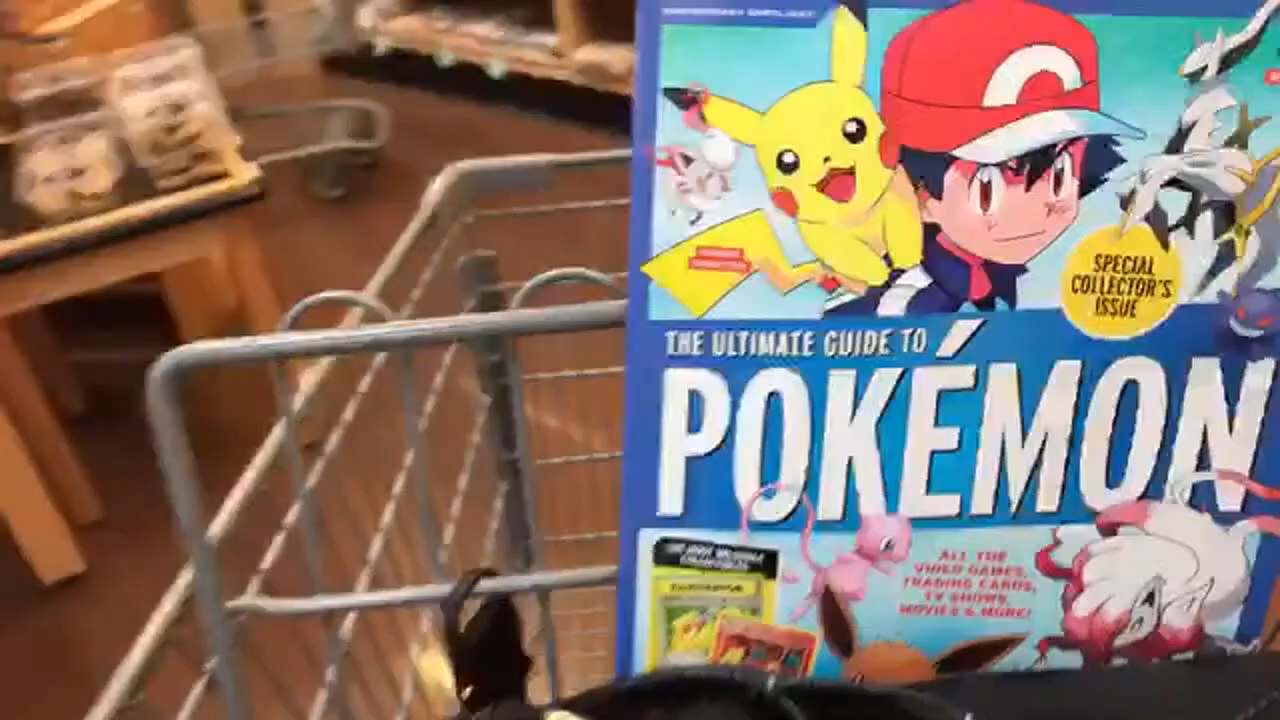 SPECIAL
COLLECTOR'S
ISSUE
THE ULTIMATE GUIDE TO
POKÉMON
ALL THE
VIDEO GAMES,
TRADING CARDS,
TV SHOWS,
MOVIES & MORE!